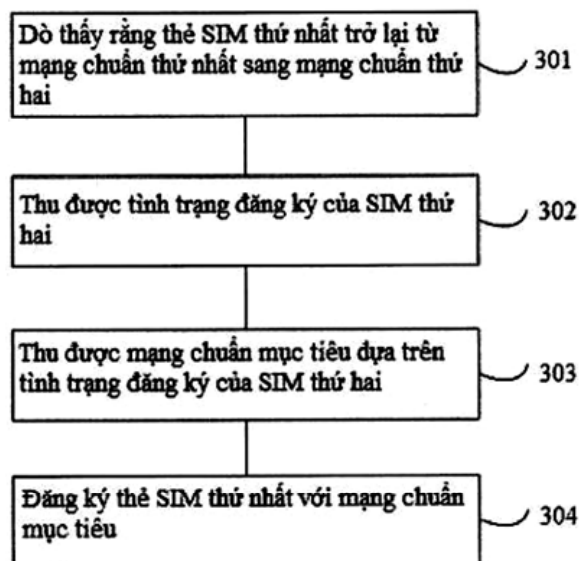 Dò thấy rằng thẻ SIM thứ nhất trở lại từ
mạng chuẩn thứ nhất sang mạng chuẩn thứ
hai
301
Thu được tình trạng đăng ký của SIM thứ
hai
302
Thu được mạng chuẩn mục tiêu dựa trên
tình trạng đăng ký của SIM thứ hai
303
Đăng ký thẻ SIM thứ nhất với mạng chuẩn
mục tiêu
304